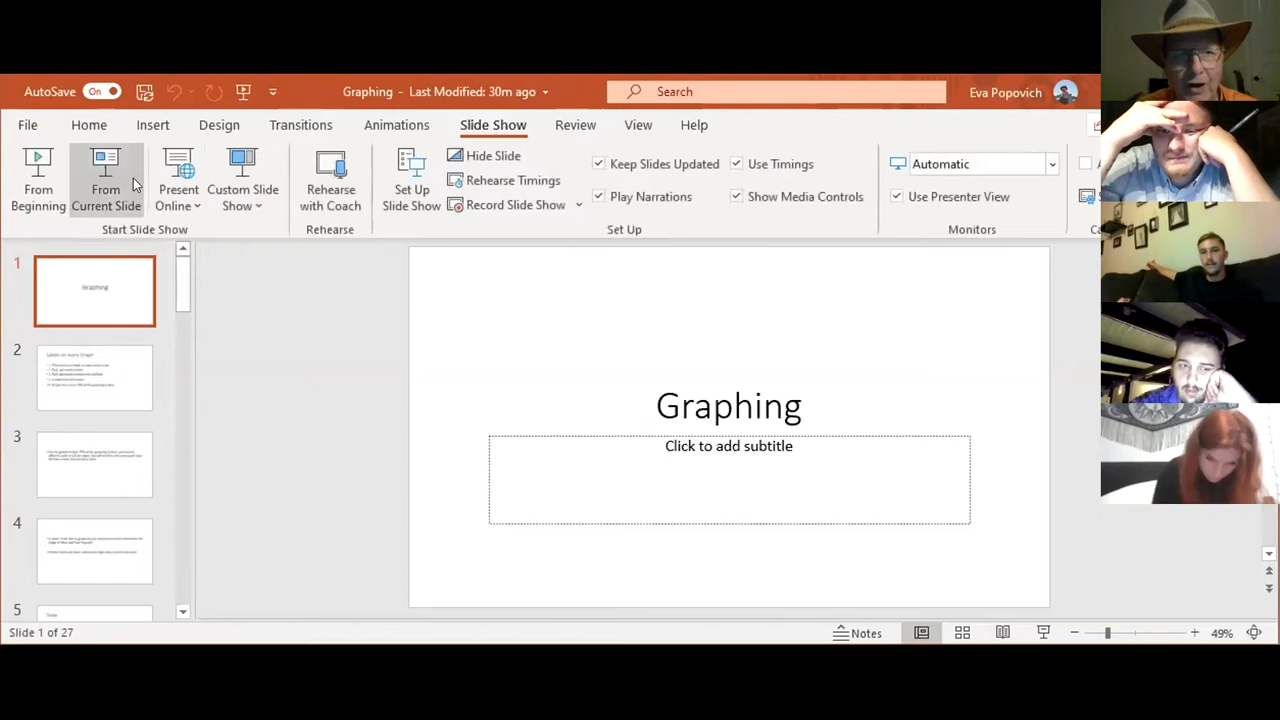 AutoSave On
Graphing - Last Modified: 30m ago
Search
Eva Popovich
File Home Insert Design Transitions Animations Slide Show Review View Help
From Beginning
From Current Slide
Present Online
Custom Slide Show
Start Slide Show
Rehearse with Coach
Rehearse
Set Up Slide Show
Hide Slide
Rehearse Timings
Record Slide Show
Keep Slides Updated
Play Narrations
Use Timings
Show Media Controls
Set Up
Automatic
Use Presenter View
Monitors
1
Graphing
2
Labels on every Graph
3
4
5
Graphing
Click to add subtitle
Slide 1 of 27
Notes
49%